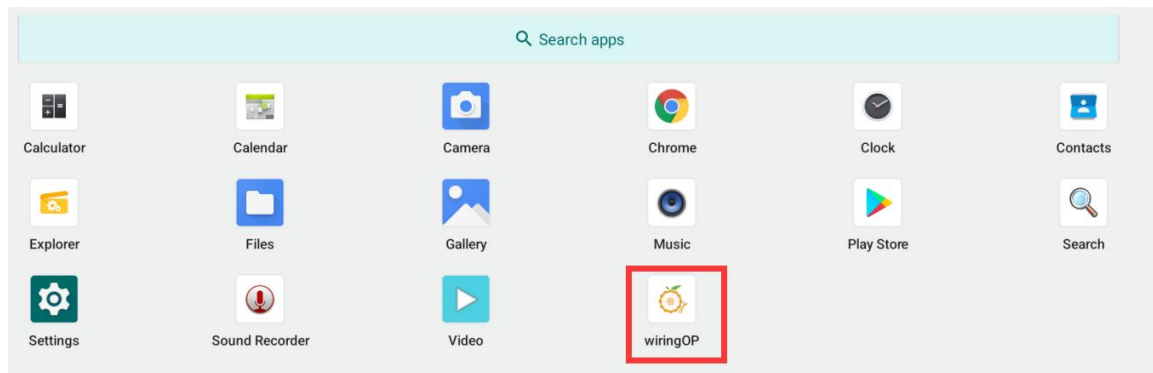 Search apps
Calculator
Calendar
Camera
Chrome
Clock
Contacts
Explorer
Files
Gallery
Music
Play Store
Search
Settings
Sound Recorder
Video
wiringOP